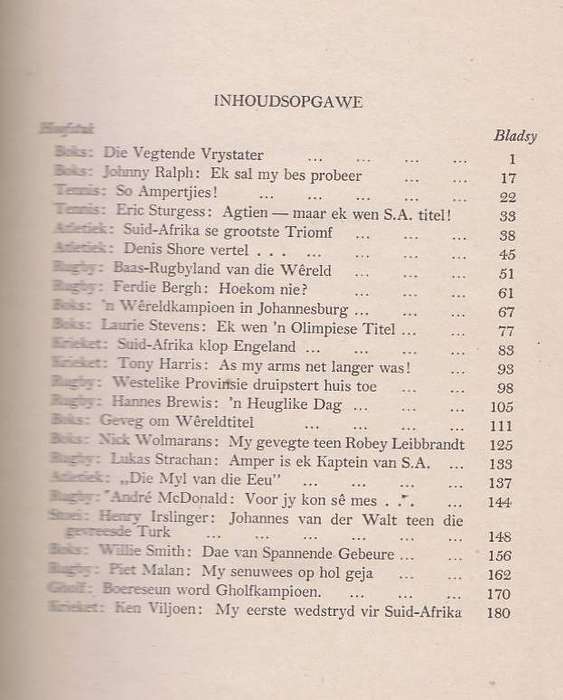 INHOUDSOPGAWE
Hoofstuk Bladsy
Boks: Die Vegtende Vrystater ... ... ... ... 1
Boks: Johnny Ralph: Ek sal my bes probeer ... ... 17
Tennis: So Ampertjies! ... ... ... ... ... 22
Tennis: Eric Sturgess: Agtien — maar ek wen S.A. titel! 33
Atletiek: Suid-Afrika se grootste Triomf ... ... ... 38
Atletiek: Denis Shore vertel . . . ... ... ... ... 45
Rugby: Baas-Rugbyland van die Wêreld ... ... ... 51
Rugby: Ferdie Bergh: Hoekom nie? ... ... ... 61
Boks: 'n Wêreldkampioen in Johannesburg ... ... ... 67
Boks: Laurie Stevens: Ek wen 'n Olimpiese Titel ... ... 77
Krieket: Suid-Afrika klop Engeland ... ... ... ... 83
Krieket: Tony Harris: As my arms net langer was! ... 93
Rugby: Westelike Provinsie druipstert huis toe ... ... 98
Rugby: Hannes Brewis: 'n Heuglike Dag ... ... ... 105
Boks: Geveg om Wêreldtitel ... ... ... ... 111
Boks: Nick Wolmarans: My gevegte teen Robey Leibbrandt 125
Rugby: Lukas Strachan: Amper is ek Kaptein van S.A. ... 133
Atletiek: „Die Myl van die Eeu” ... ... ... ... 137
Rugby: André McDonald: Voor jy kon sê mes . . . ... ... 144
Stoei: Henry Irslinger: Johannes van der Walt teen die
gevreesde Turk ... ... ... ... ... ... 148
Boks: Willie Smith: Dae van Spannende Gebeure ... ... 156
Rugby: Piet Malan: My senuwees op hol geja ... ... 162
Gholf: Boereseun word Gholfkampioen. ... ... ... 170
Krieket: Ken Viljoen: My eerste wedstryd vir Suid-Afrika 180